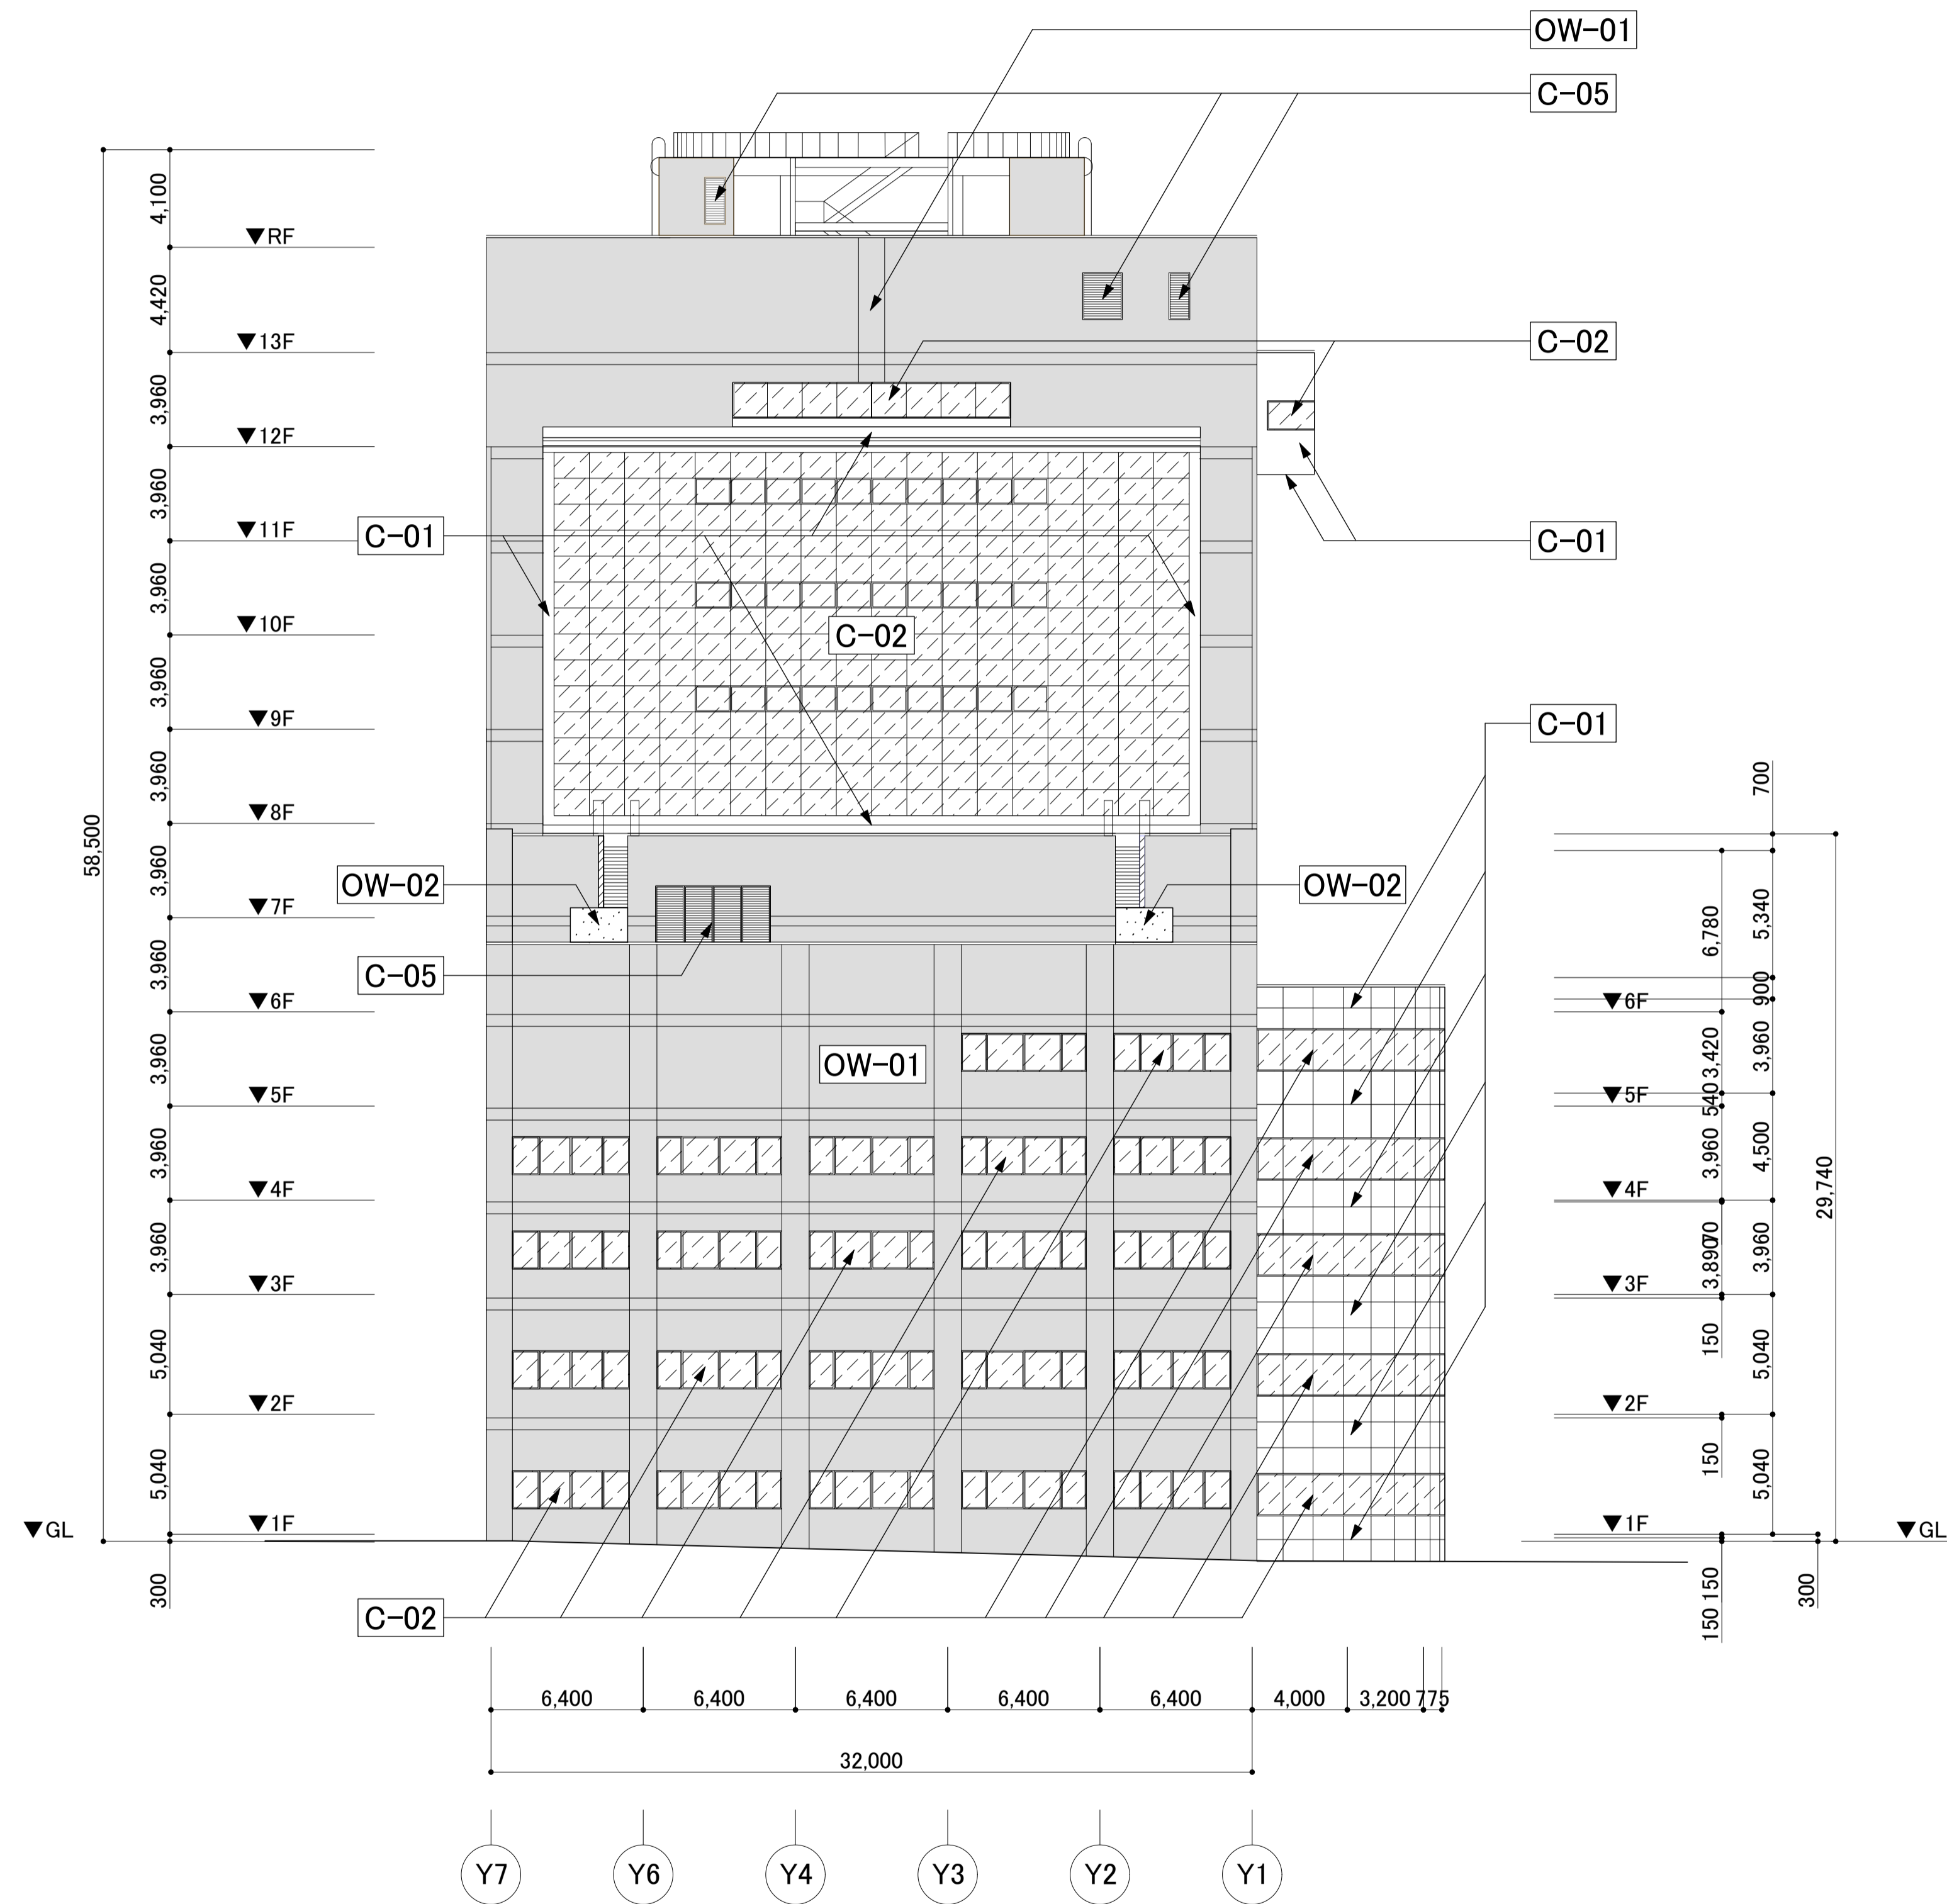 OW-01
C-05
4,100
▼RF
4,420
▼13F
C-02
3,960
▼12F
3,960
C-01
▼11F
C-01
3,960
▼10F
C-02
3,960
▼9F
C-01
3,960
700
▼8F
58,500
3,960
OW-02
OW-02
▼7F
6,780
5,340
3,960
C-05
900
▼6F
▼6F
3,960
OW-01
3,420
3,960
▼5F
▼5F
540
3,960
3,960
4,500
▼4F
▼4F
29,740
3,960
70
3,890
3,960
▼3F
▼3F
5,040
150
5,040
▼2F
▼2F
5,040
150
5,040
▼GL
▼1F
▼1F
▼GL
300
150
150
300
C-02
6,400
6,400
6,400
6,400
6,400
4,000
3,200
775
32,000
Y7
Y6
Y4
Y3
Y2
Y1